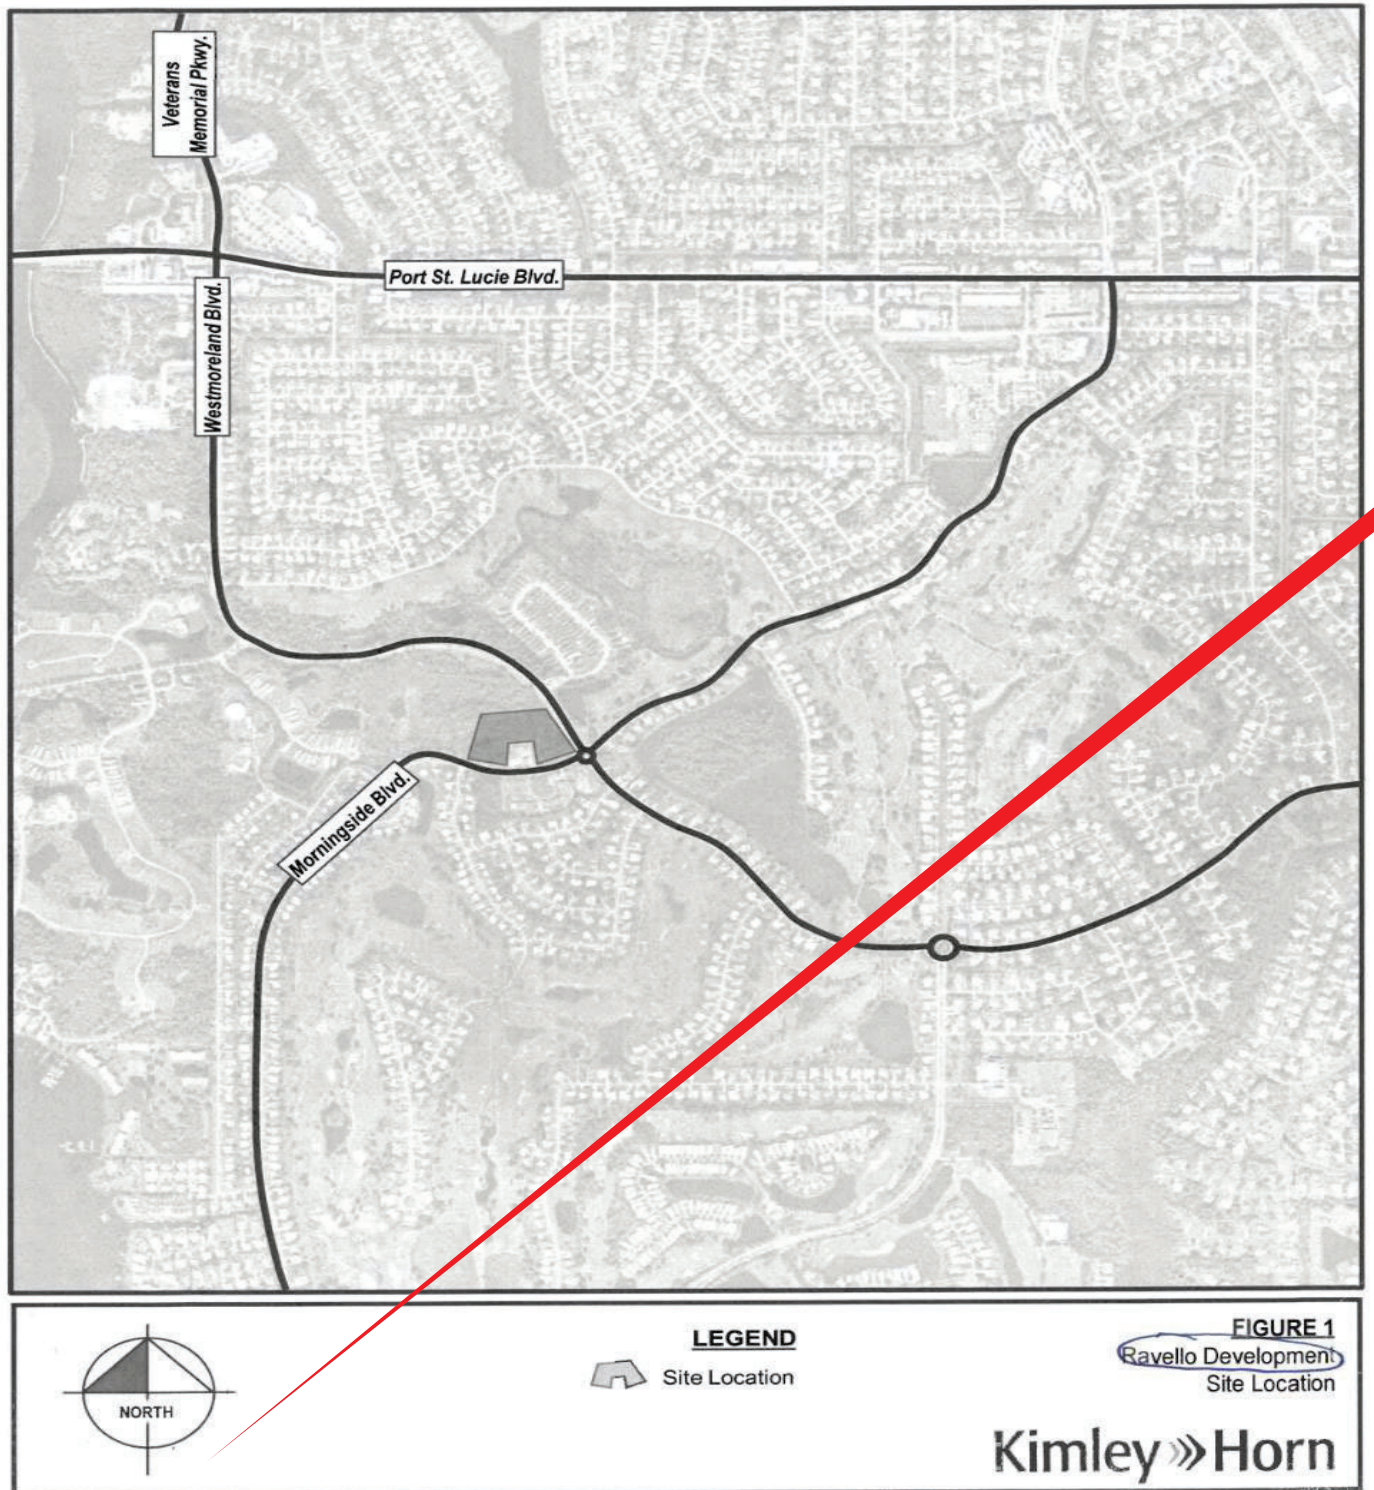 Veterans
Memorial Pkwy.
Port St. Lucie Blvd.
Westmoreland Blvd.
Morningside Blvd.
NORTH
LEGEND
Site Location
FIGURE 1
Ravello Development
Site Location
Kimley»Horn